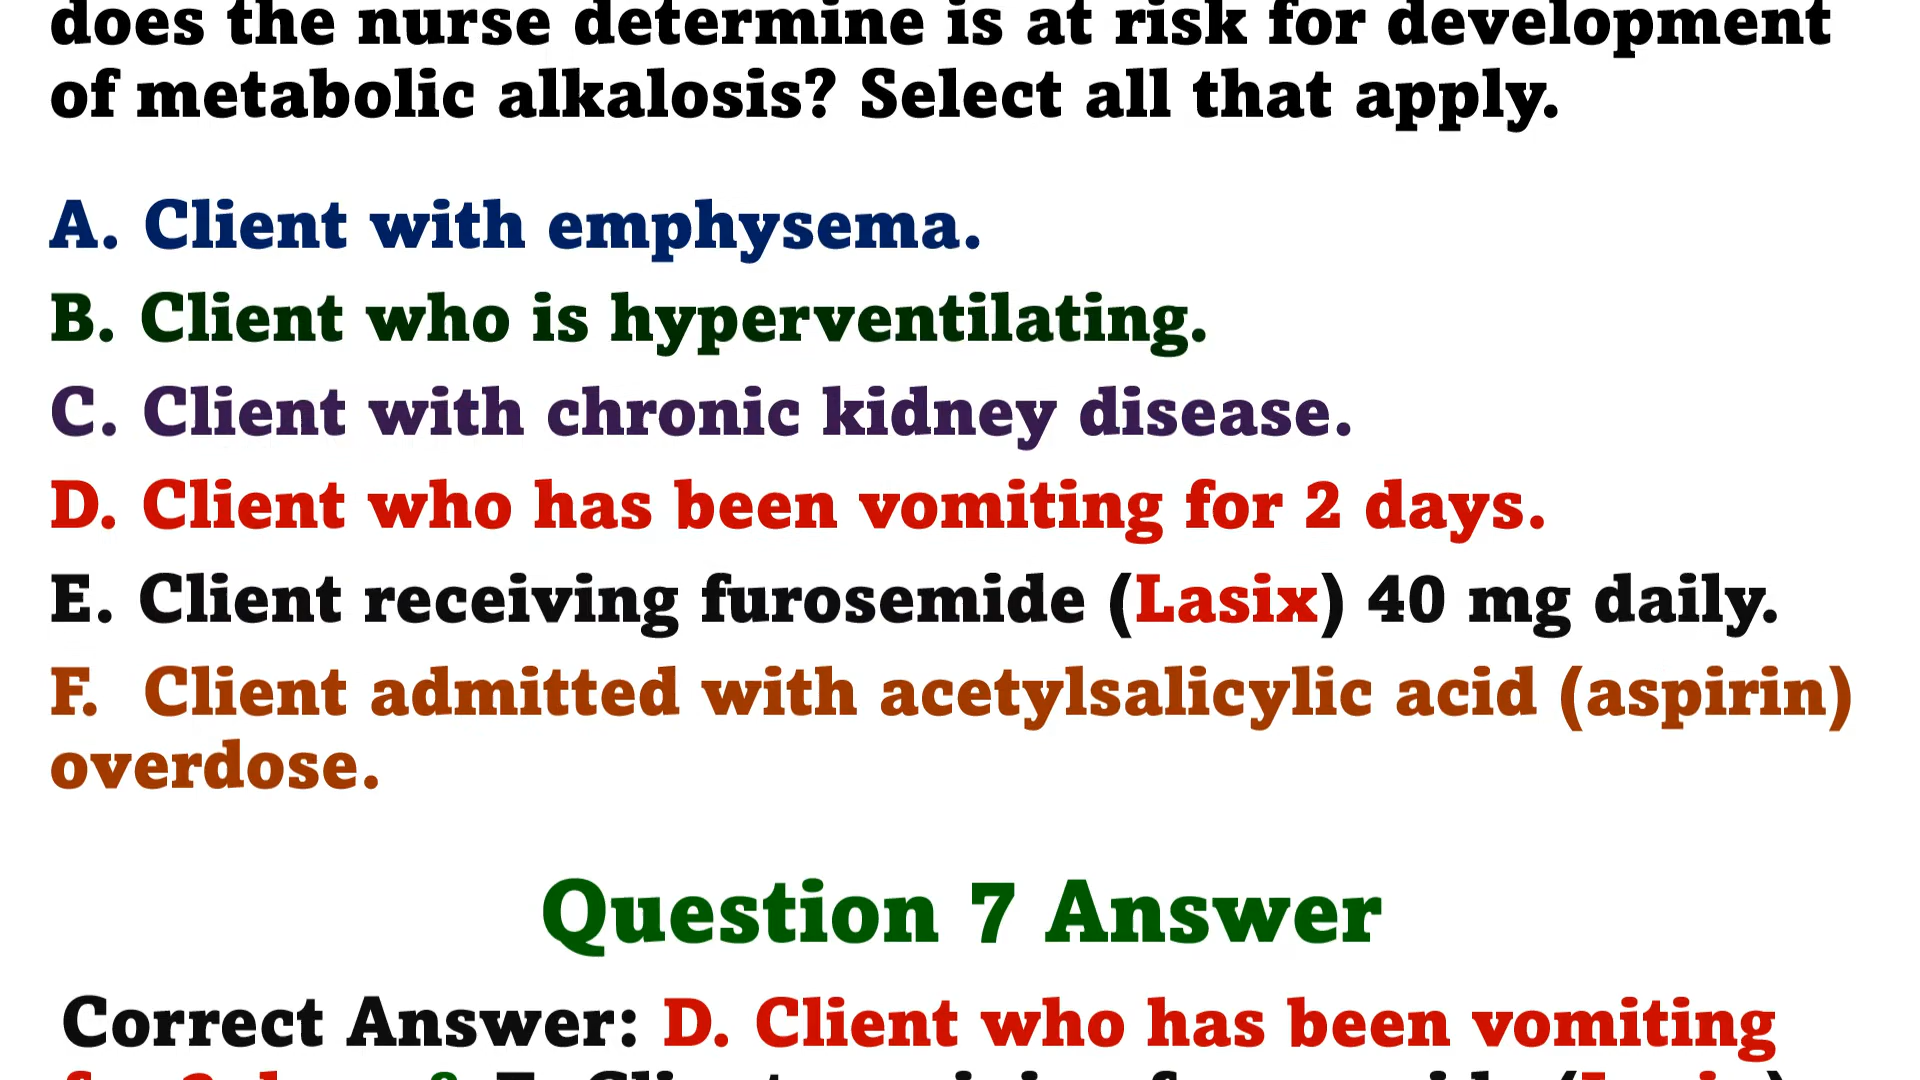 does the nurse determine is at risk for development
of metabolic alkalosis? Select all that apply.
A. Client with emphysema.
B. Client who is hyperventilating.
C. Client with chronic kidney disease.
D. Client who has been vomiting for 2 days.
E. Client receiving furosemide (Lasix) 40 mg daily.
F. Client admitted with acetylsalicylic acid (aspirin)
overdose.
Question 7 Answer
Correct Answer: D. Client who has been vomiting